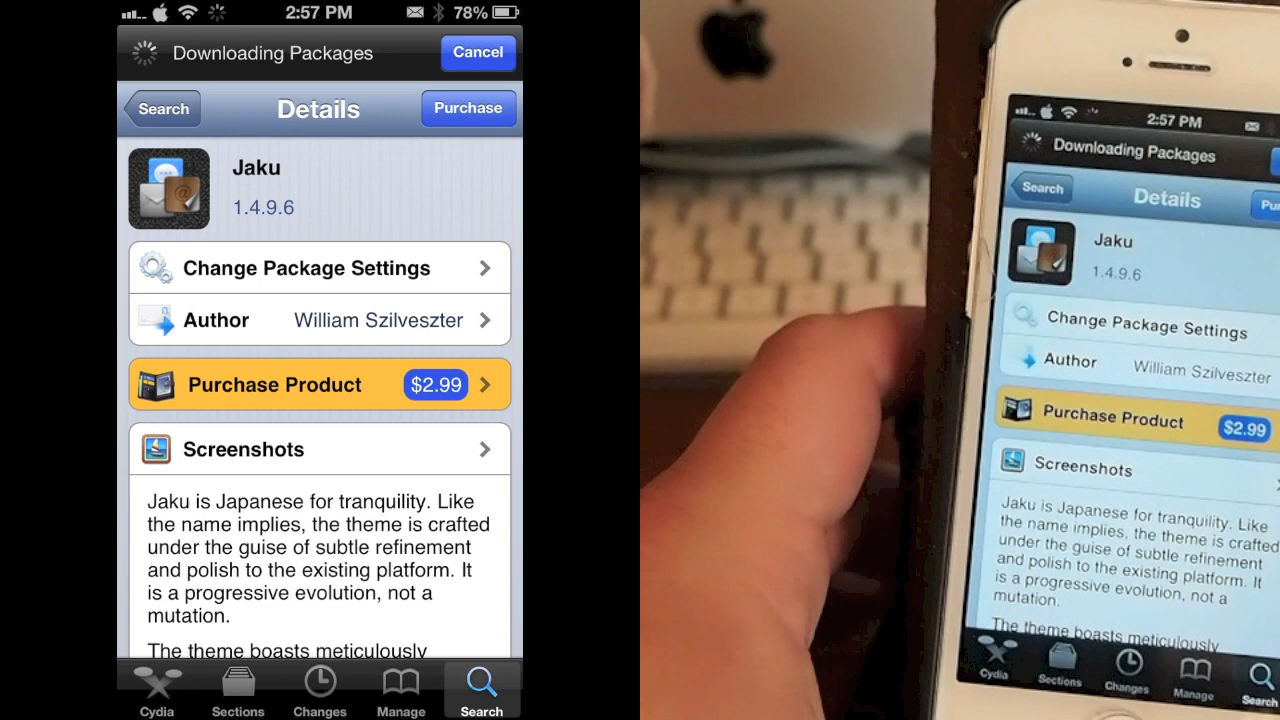 2:57 PM
78%
Downloading Packages
Cancel
Search
Details
Purchase
Jaku
1.4.9.6
Change Package Settings
Author
William Szilveszter
Purchase Product
$2.99
Screenshots
Jaku is Japanese for tranquility. Like
the name implies, the theme is crafted
under the guise of subtle refinement
and polish to the existing platform. It
is a progressive evolution, not a
mutation.
The theme boasts meticulously
Cydia
Sections
Changes
Manage
Search
2:57 PM
Downloading Packages
Search
Details
Pur
Jaku
1.4.9.6
Change Package Settings
Author
William Szilveszter
Purchase Product
$2.99
Screenshots
Jaku is Japanese for tranquility. Like
the name implies, the theme is crafted
under the guise of subtle refinement
and polish to the existing platform. It
is a progressive evolution, not a
mutation.
The theme boasts meticulously
Cydia
Sections
Changes
Manage
Search